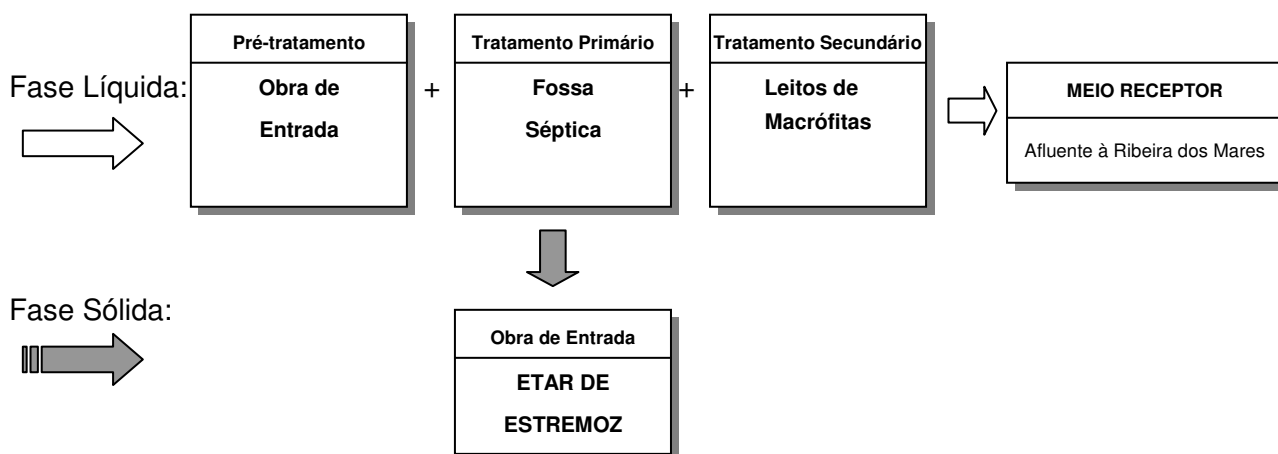 Fase Líquida:
Pré-tratamento
Obra de
Entrada
+
Tratamento Primário
Fossa
Séptica
+
Tratamento Secundário
Leitos de
Macrófitas
MEIO RECEPTOR
Afluente à Ribeira dos Mares
Fase Sólida:
Obra de Entrada
ETAR DE
ESTREMOZ